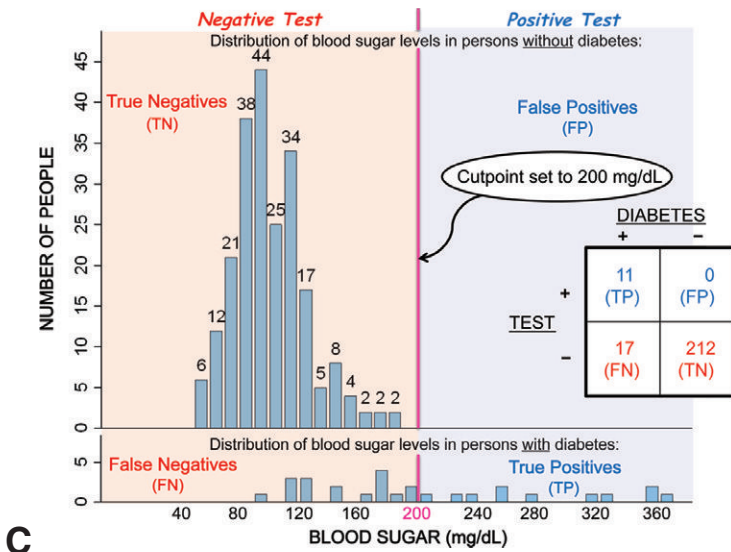 Negative Test Positive Test
Distribution of blood sugar levels in persons without diabetes:
True Negatives
(TN)
False Positives
(FP)
Cutpoint set to 200 mg/dL
NUMBER OF PEOPLE
45
40
35
30
25
20
15
10
5
0
6 12 21 38 44 25 34 17 5 8 4 2 2 2
DIABETES
+ −
TEST
+ 11 0
(TP) (FP)
− 17 212
(FN) (TN)
Distribution of blood sugar levels in persons with diabetes:
False Negatives
(FN)
True Positives
(TP)
5
0
40 80 120 160 200 240 280 320 360
BLOOD SUGAR (mg/dL)
C